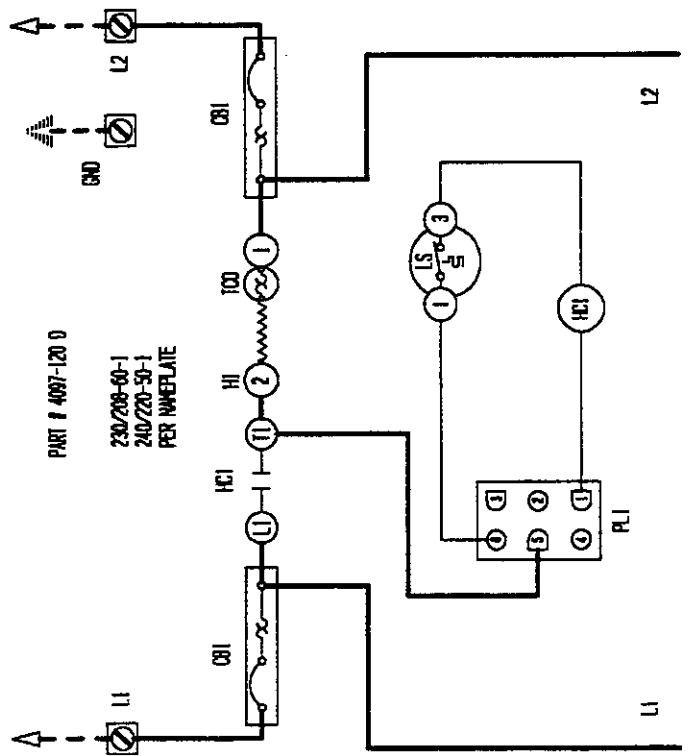 PART # 4097-120 D
230/208-60-1
240/220-50-1
PER NAMEPLATE
GND
L2
CB1
1
TCO
H1
2
T1
HC1
L1
CB1
L1
LS
1
3
HC1
PL1
6
3
5
2
4
1
L1
L2